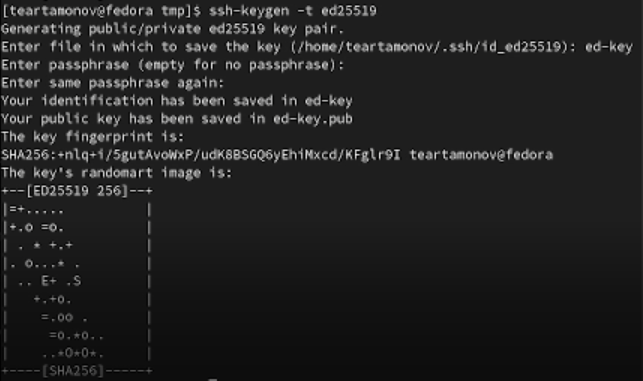 [teartamonov@fedora tmp]$ ssh-keygen -t ed25519
Generating public/private ed25519 key pair.
Enter file in which to save the key (/home/teartamonov/.ssh/id_ed25519): ed-key
Enter passphrase (empty for no passphrase):
Enter same passphrase again:
Your identification has been saved in ed-key
Your public key has been saved in ed-key.pub
The key fingerprint is:
SHA256:+nlq+i/5gutAvoWxP/udK8BSGQ6yEhiMxcd/KFglr9I teartamonov@fedora
The key's randomart image is:
+--[ED25519 256]--+
|=+.....          |
|+.o =o.          |
| . * +.+         |
|. o...* .        |
| .. E+ .S        |
|   +.+o.         |
|    =.oo .       |
|     =o.*o..     |
|    ..*O*O*.     |
+----[SHA256]-----+